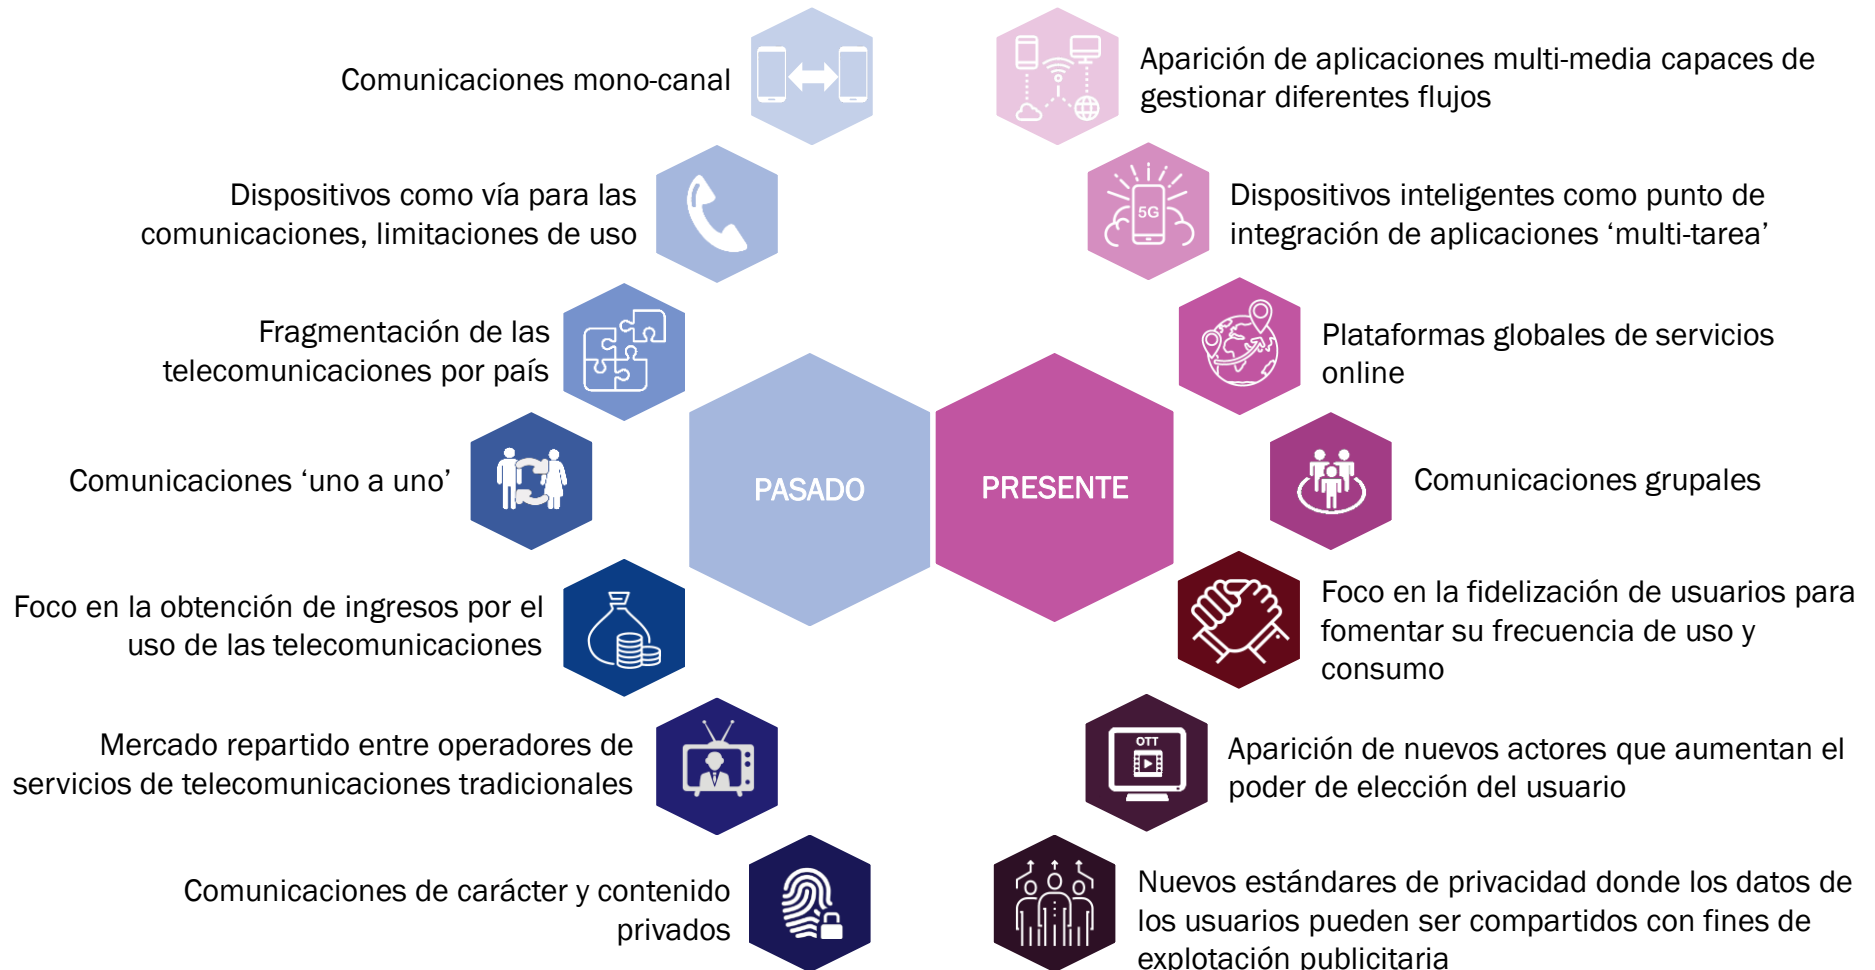 Comunicaciones mono-canal
Dispositivos como vía para las
comunicaciones, limitaciones de uso
Fragmentación de las
telecomunicaciones por país
Comunicaciones ‘uno a uno’
Foco en la obtención de ingresos por el
uso de las telecomunicaciones
Mercado repartido entre operadores de
servicios de telecomunicaciones tradicionales
Comunicaciones de carácter y contenido
privados
PASADO
PRESENTE
Aparición de aplicaciones multi-media capaces de
gestionar diferentes flujos
5G
Dispositivos inteligentes como punto de
integración de aplicaciones ‘multi-tarea’
Plataformas globales de servicios
online
Comunicaciones grupales
Foco en la fidelización de usuarios para
fomentar su frecuencia de uso y
consumo
OTT
Aparición de nuevos actores que aumentan el
poder de elección del usuario
Nuevos estándares de privacidad donde los datos de
los usuarios pueden ser compartidos con fines de
explotación publicitaria